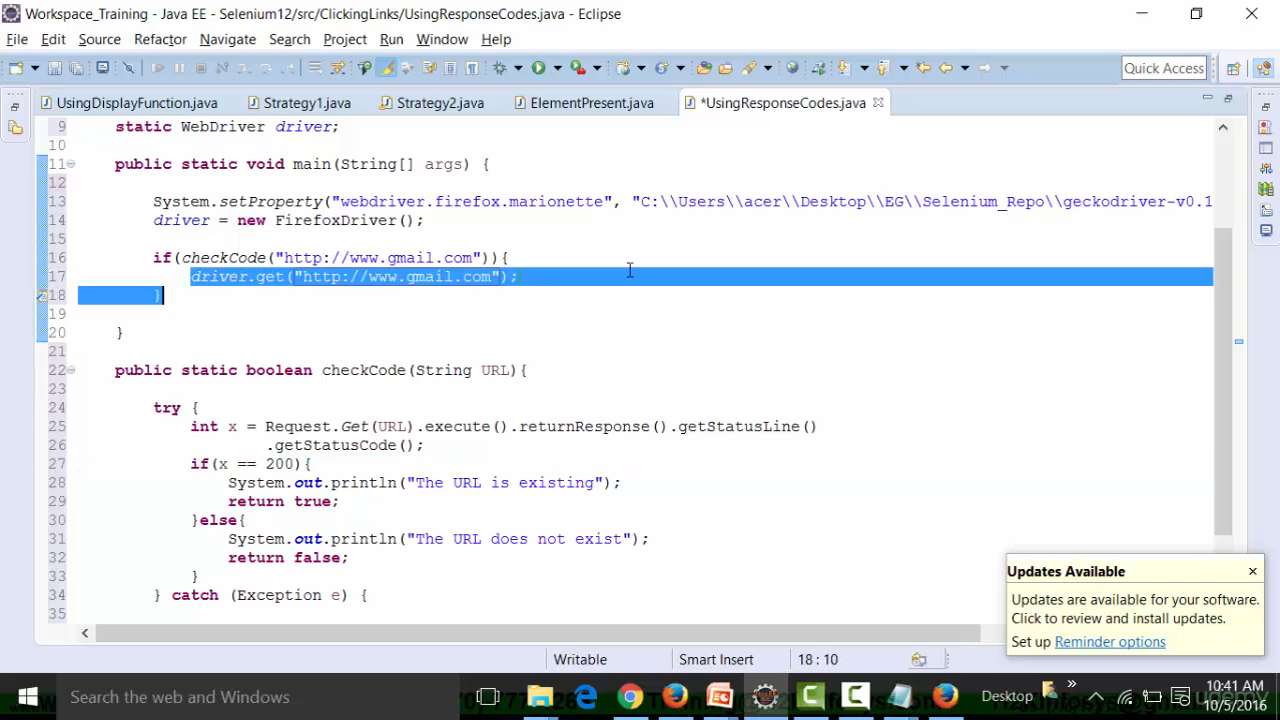 Workspace_Training - Java EE - Selenium12/src/ClickingLinks/UsingResponseCodes.java - Eclipse
File Edit Source Refactor Navigate Search Project Run Window Help
Quick Access
UsingDisplayFunction.java Strategy1.java Strategy2.java ElementPresent.java *UsingResponseCodes.java
9 static WebDriver driver;
10
11 public static void main(String[] args) {
12
13 System.setProperty("webdriver.firefox.marionette", "C:\\Users\\acer\\Desktop\\EG\\Selenium_Repo\\geckodriver-v0.1
14 driver = new FirefoxDriver();
15
16 if(checkCode("http://www.gmail.com")){
17 driver.get("http://www.gmail.com");
18 }
20 }
21
22 public static boolean checkCode(String URL){
23
24 try {
25 int x = Request.Get(URL).execute().returnResponse().getStatusLine()
26 .getStatusCode();
27 if(x == 200){
28 System.out.println("The URL is existing");
29 return true;
30 }else{
31 System.out.println("The URL does not exist");
32 return false;
33 }
34 } catch (Exception e) {
35
Updates Available
Updates are available for your software.
Click to review and install updates.
Set up Reminder options
Writable Smart Insert 18 : 10
Search the web and Windows
Desktop
10:41 AM
10/5/2016